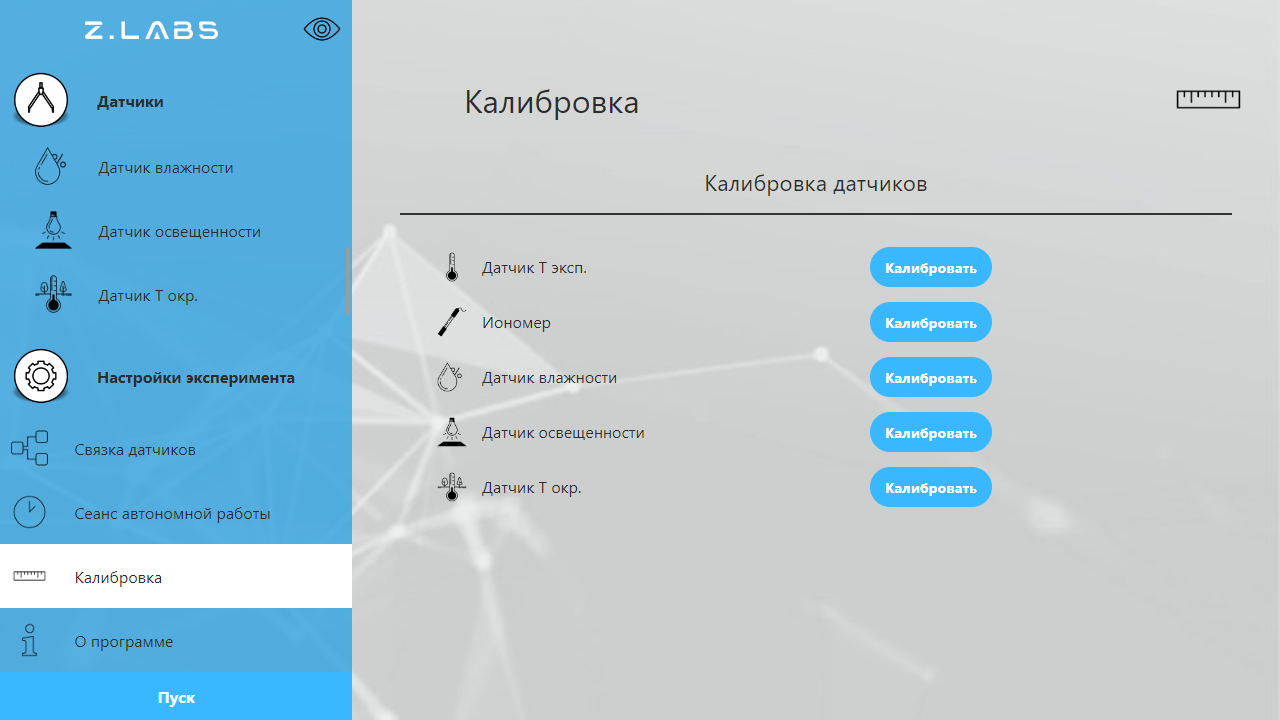 Z.LABS
Датчики
Датчик влажности
Датчик освещенности
Датчик Т окр.
Настройки эксперимента
Связка датчиков
Сеанс автономной работы
Калибровка
О программе
Пуск
Калибровка
Калибровка датчиков
Датчик Т эксп.
Калибровать
Иономер
Калибровать
Датчик влажности
Калибровать
Датчик освещенности
Калибровать
Датчик Т окр.
Калибровать